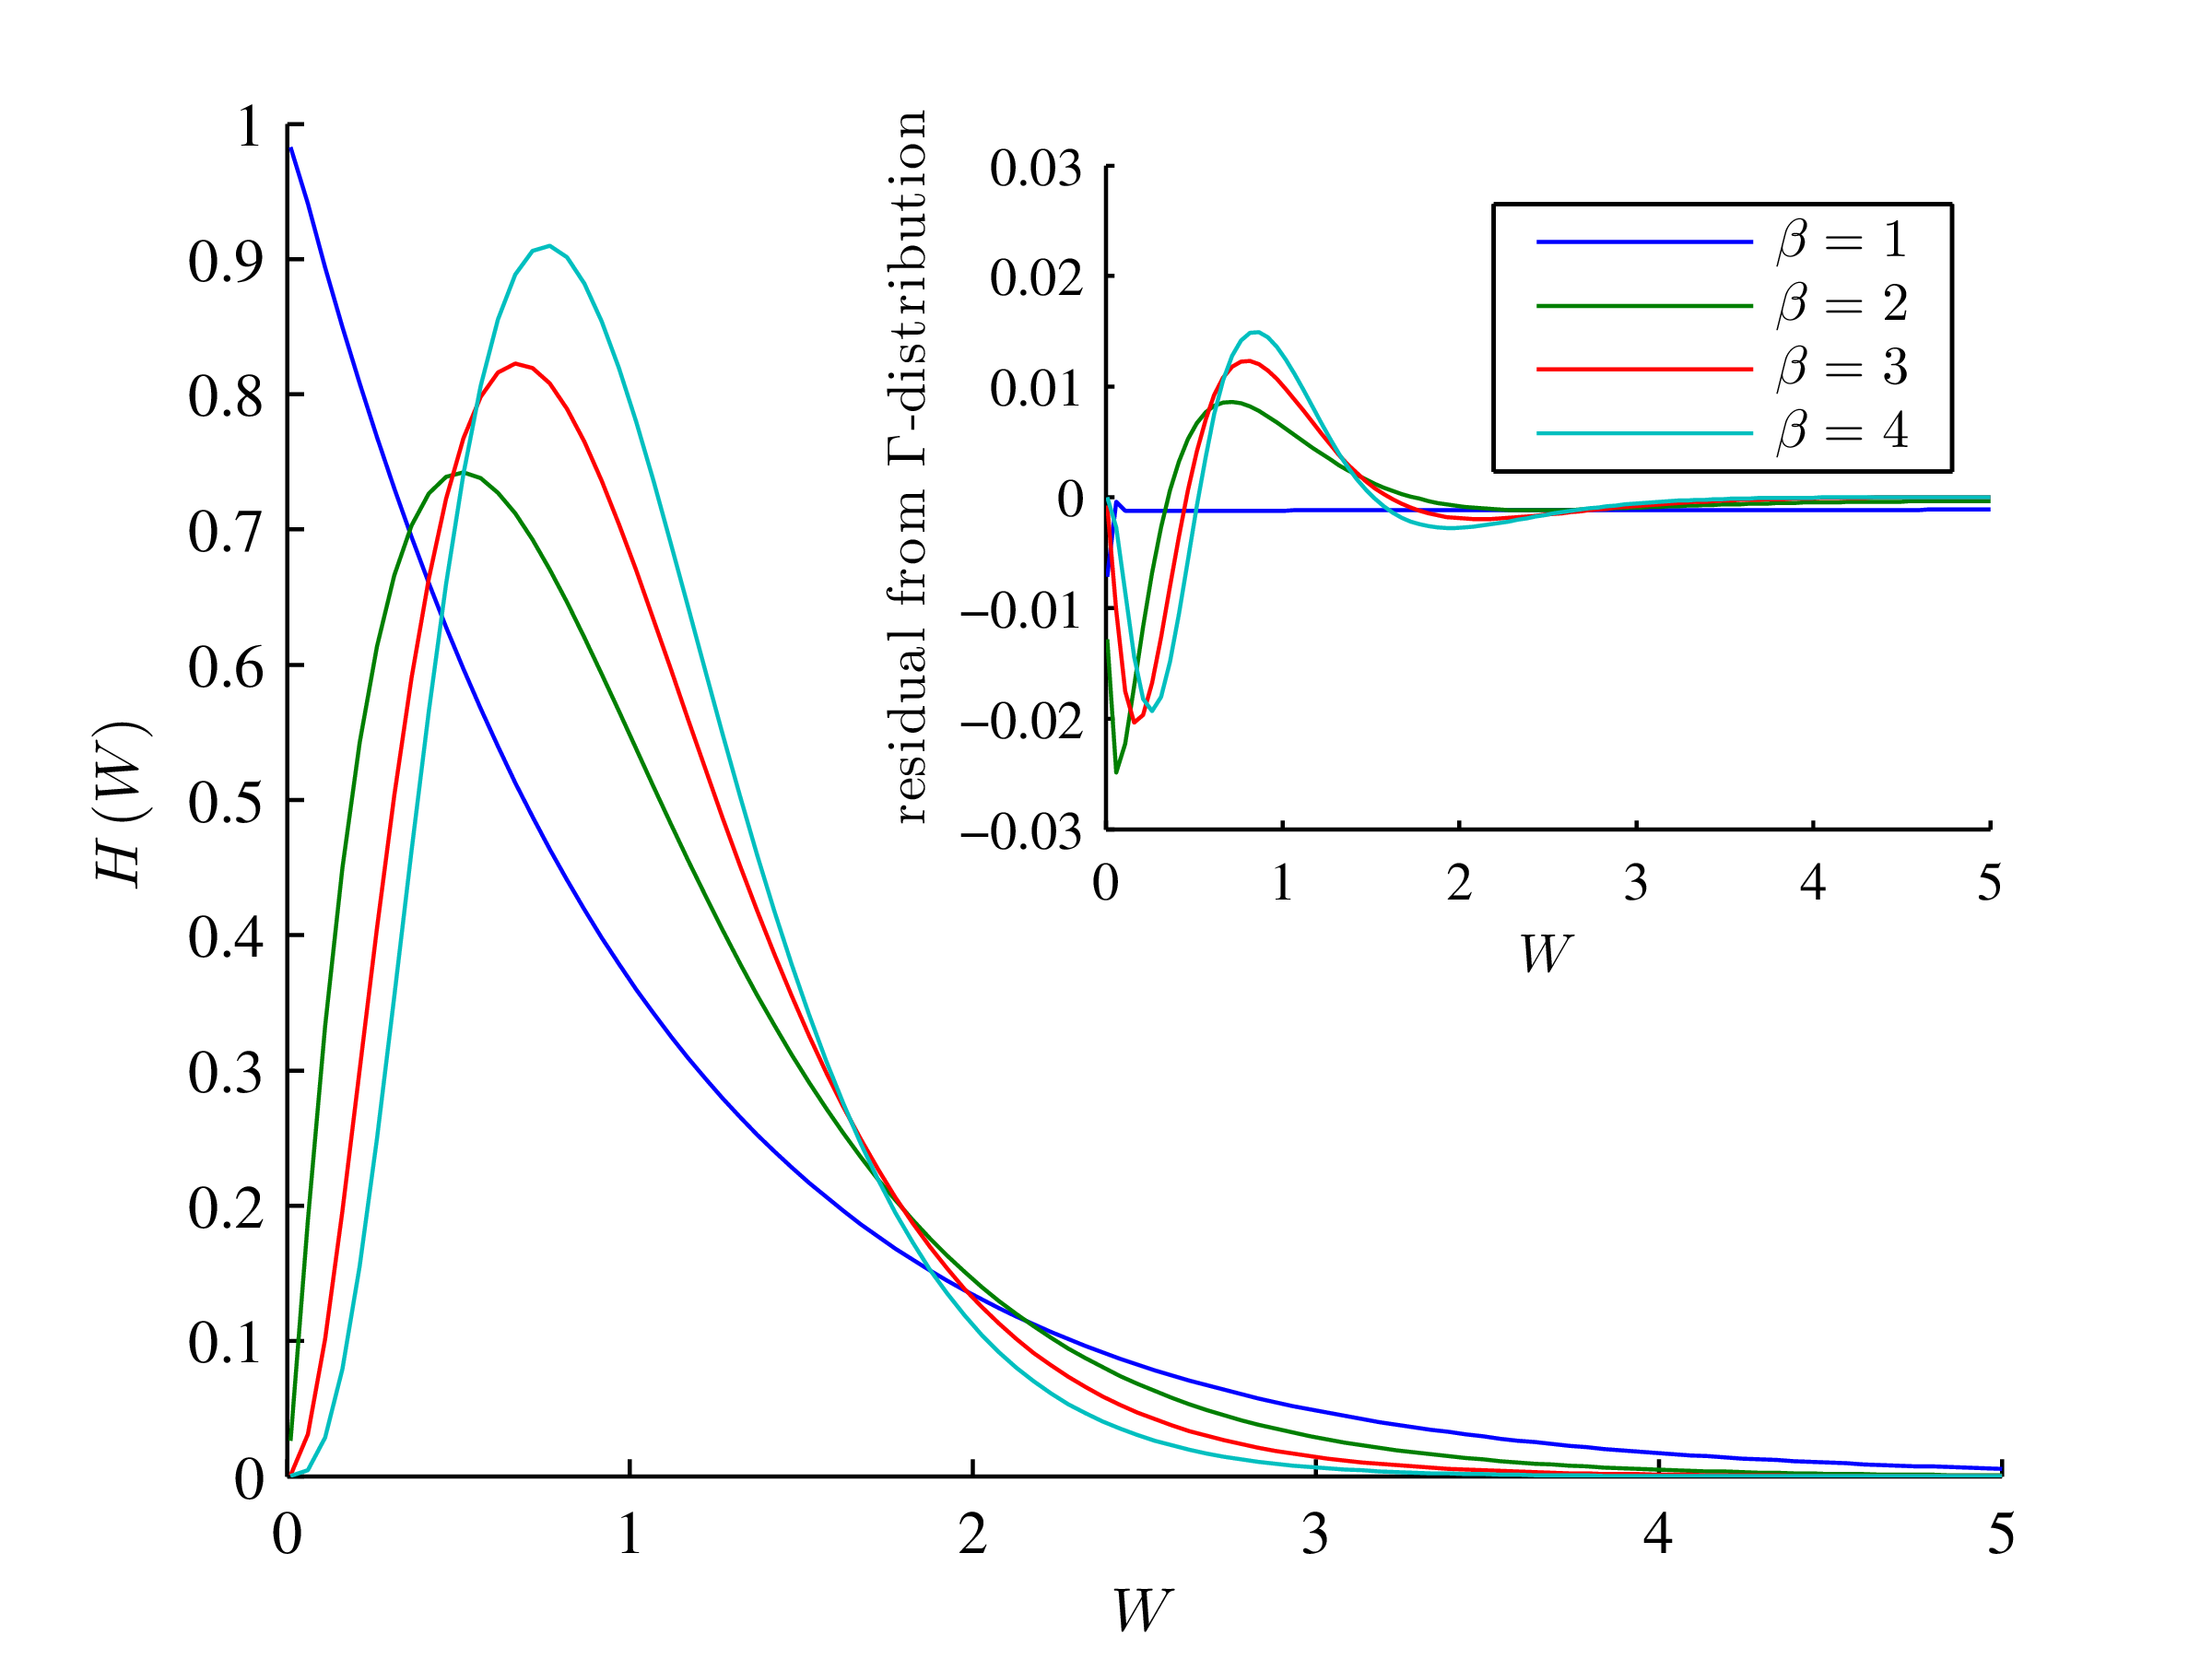 H (W)
1
0.9
0.8
0.7
0.6
0.5
0.4
0.3
0.2
0.1
0
0 1 2 3 4 5
W
residual from Γ-distribution
0.03
0.02
0.01
0
−0.01
−0.02
−0.03
0 1 2 3 4 5
W
β = 1
β = 2
β = 3
β = 4